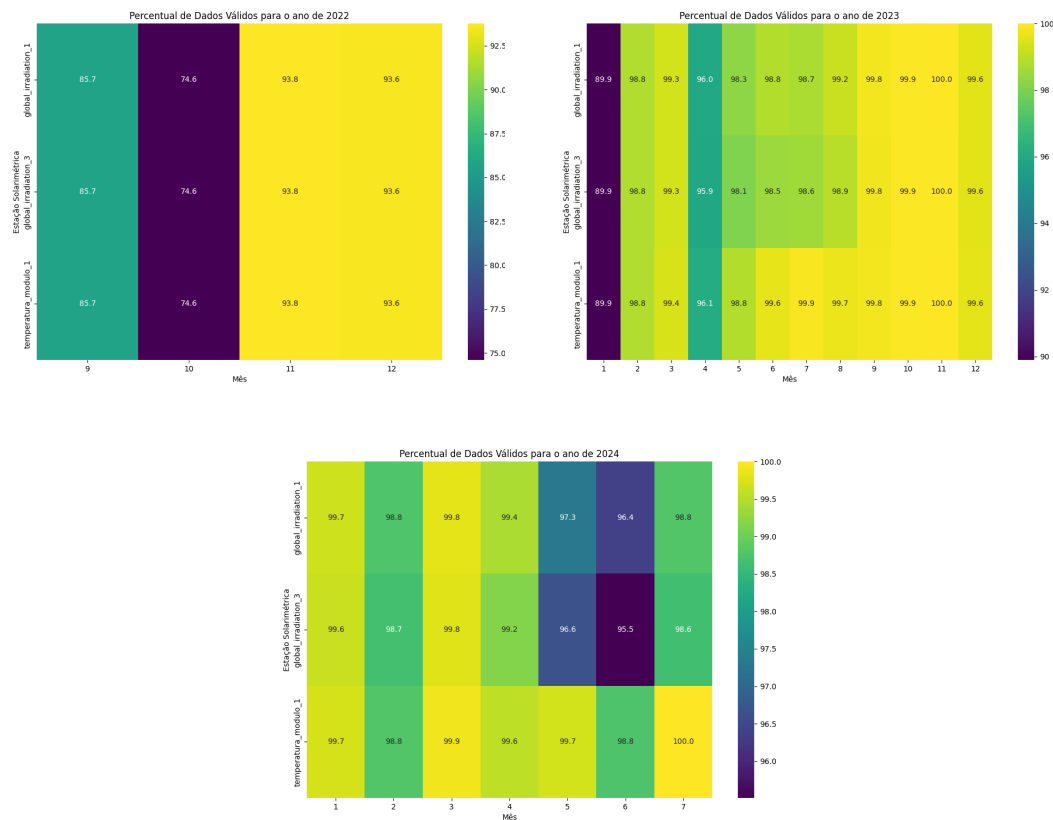 Percentual de Dados Válidos para o ano de 2022
Estação Solarimétrica
global_irradiation_1
85.7 74.6 93.8 93.6
global_irradiation_3
85.7 74.6 93.8 93.6
temperatura_modulo_1
85.7 74.6 93.8 93.6
9 10 11 12
Mês
92.5
90.0
87.5
85.0
82.5
80.0
77.5
75.0
Percentual de Dados Válidos para o ano de 2023
Estação Solarimétrica
global_irradiation_1
89.9 98.8 99.3 96.0 98.3 98.8 98.7 99.2 99.8 99.9 100.0 99.6
global_irradiation_3
89.9 98.8 99.3 95.9 98.1 98.5 98.6 98.9 99.8 99.9 100.0 99.6
temperatura_modulo_1
89.9 98.8 99.4 96.1 98.8 99.6 99.9 99.7 99.8 99.9 100.0 99.6
1 2 3 4 5 6 7 8 9 10 11 12
Mês
100
98
96
94
92
90
Percentual de Dados Válidos para o ano de 2024
Estação Solarimétrica
global_irradiation_1
99.7 98.8 99.8 99.4 97.3 96.4 98.8
global_irradiation_3
99.6 98.7 99.8 99.2 96.6 95.5 98.6
temperatura_modulo_1
99.7 98.8 99.9 99.6 99.7 98.8 100.0
1 2 3 4 5 6 7
Mês
100.0
99.5
99.0
98.5
98.0
97.5
97.0
96.5
96.0